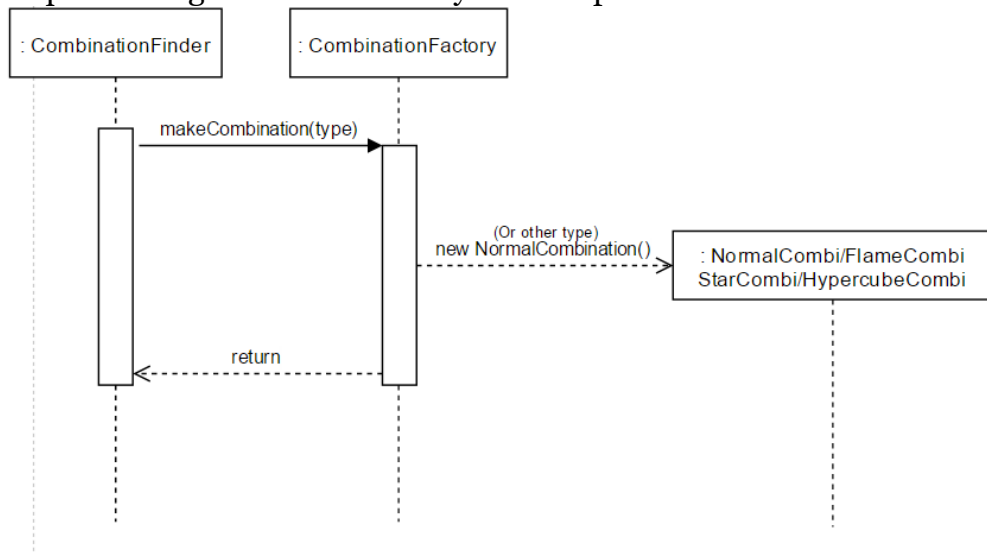 : CombinationFinder
: CombinationFactory
makeCombination(type)
(Or other type)
new NormalCombination()
: NormalCombi/FlameCombi
StarCombi/HypercubeCombi
return